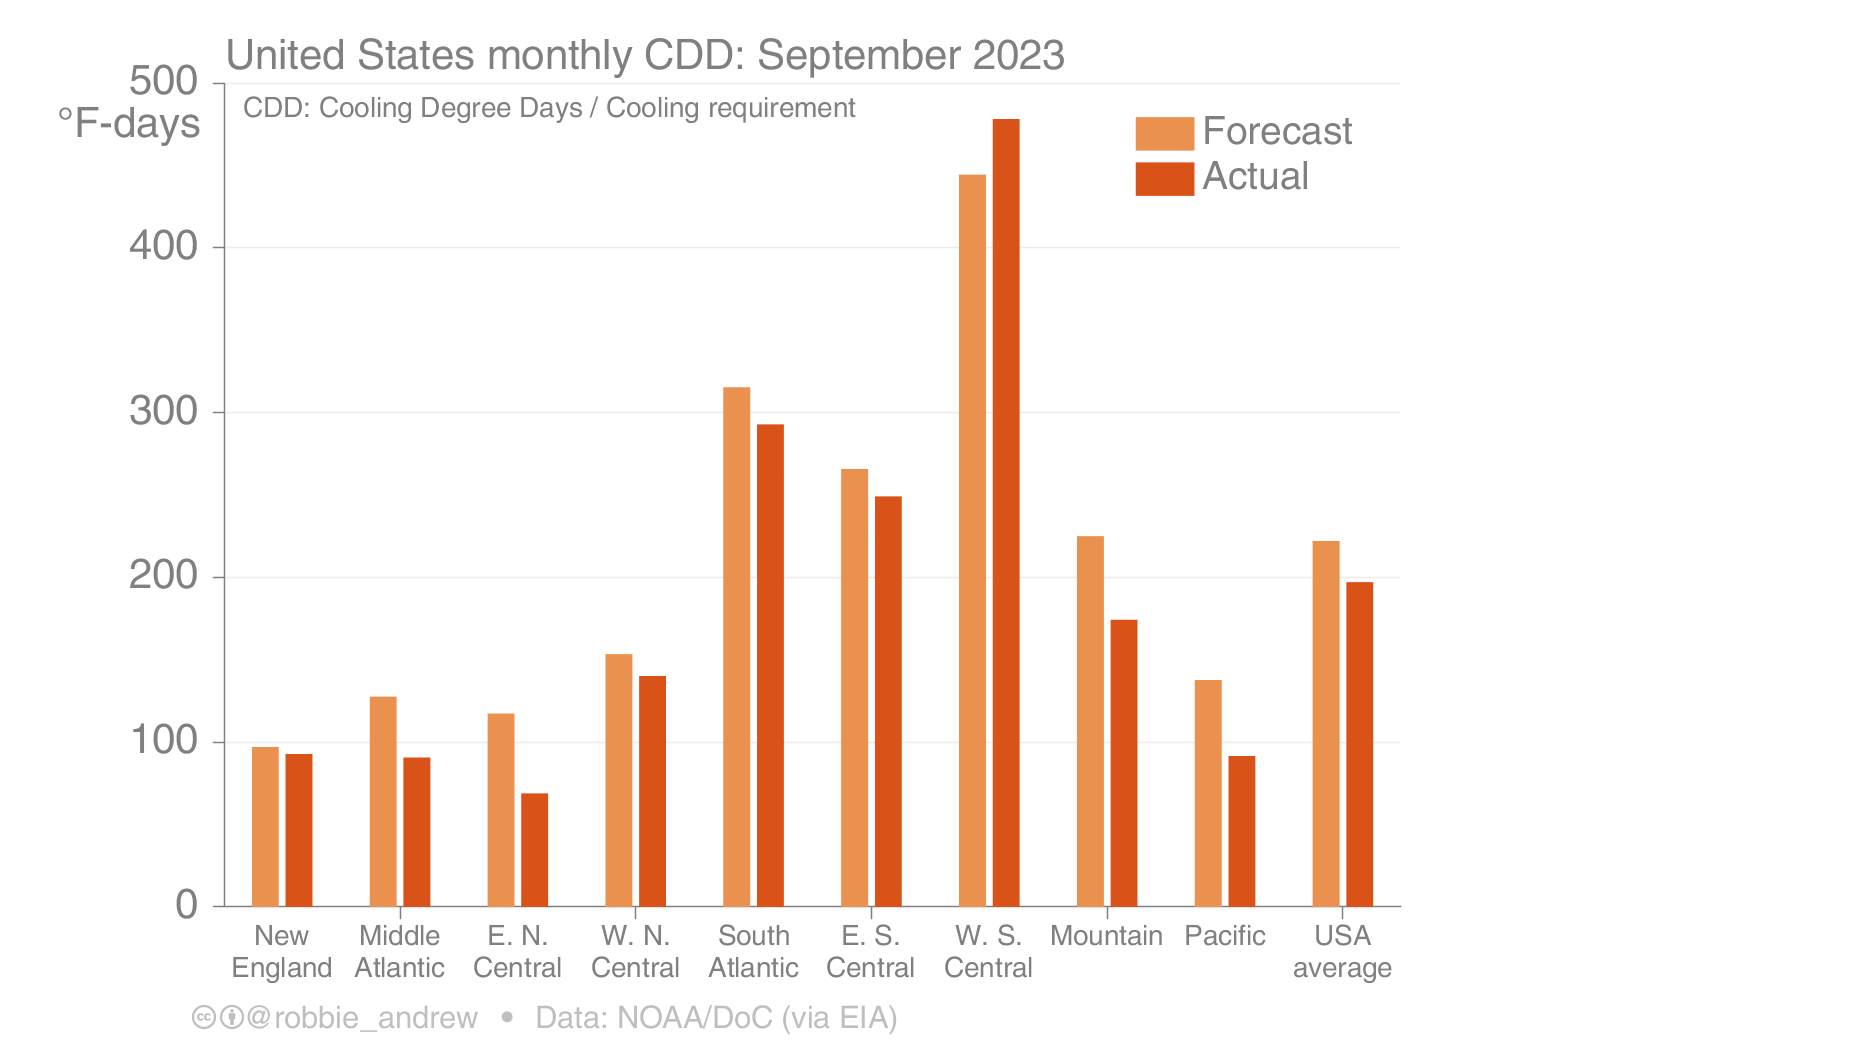 United States monthly CDD: September 2023
500
°F-days
CDD: Cooling Degree Days / Cooling requirement
Forecast
Actual
400
300
200
100
0
New England
Middle Atlantic
E. N. Central
W. N. Central
South Atlantic
E. S. Central
W. S. Central
Mountain
Pacific
USA average
cc @robbie_andrew • Data: NOAA/DoC (via EIA)